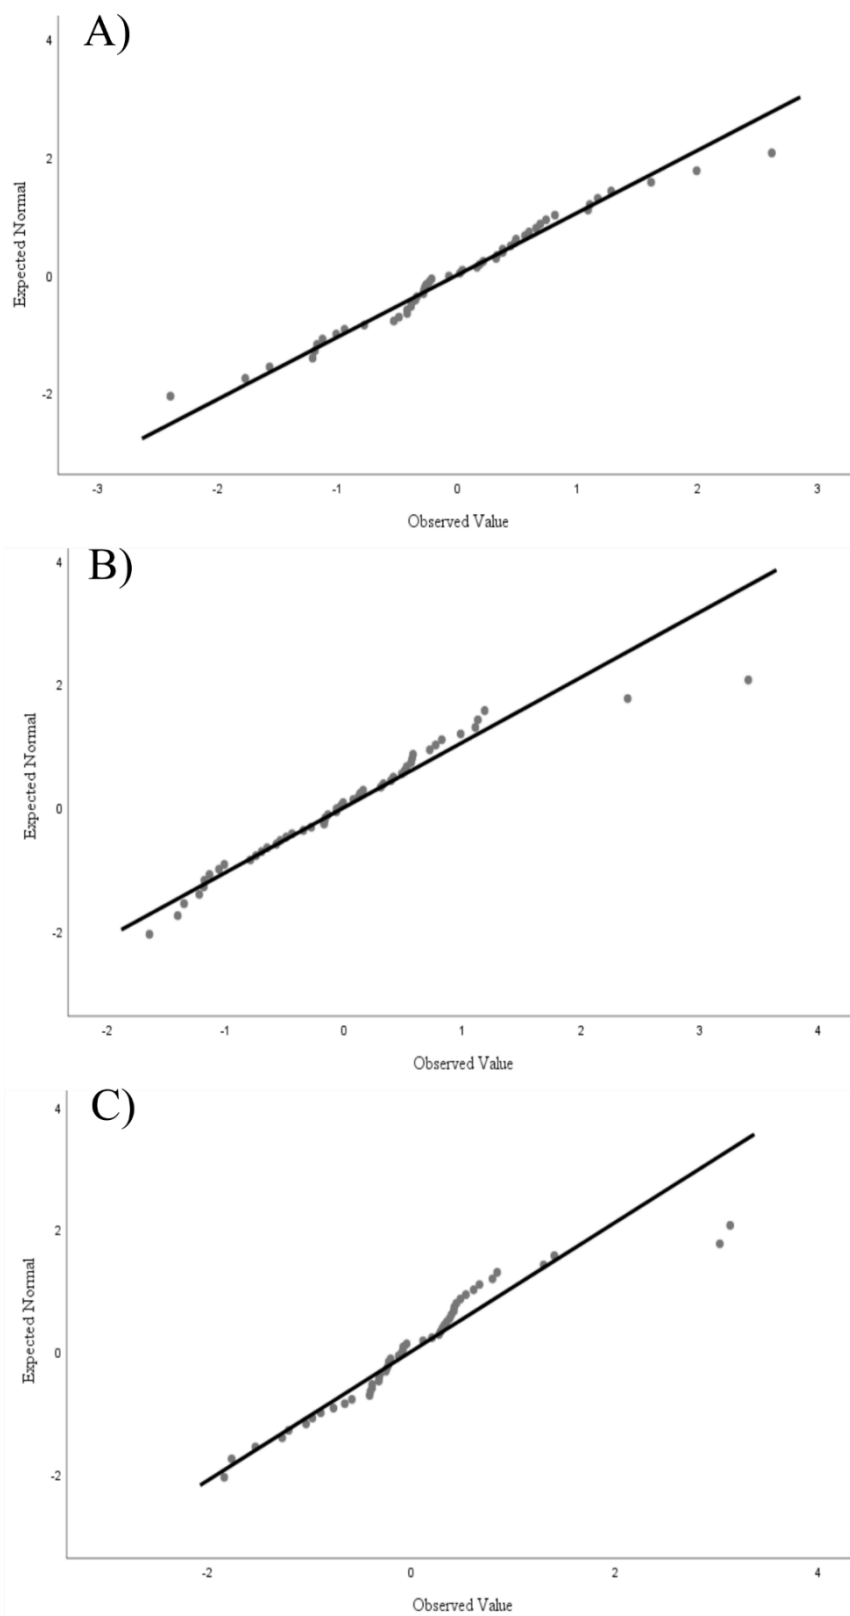 A)
4
2
0
-2
Expected Normal
-3 -2 -1 0 1 2 3
Observed Value
B)
4
2
0
-2
Expected Normal
-2 -1 0 1 2 3 4
Observed Value
C)
4
2
0
-2
Expected Normal
-2 0 2 4
Observed Value